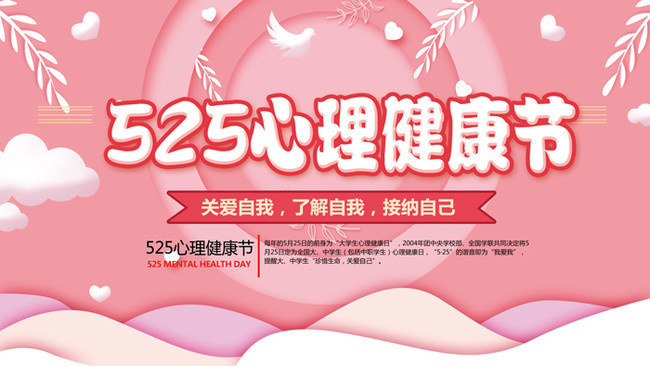 525心理健康节
关爱自我，了解自我，接纳自己
525心理健康节
525 MENTAL HEALTH DAY
每年的5月25日的前身为“大学生心理健康日”，2004年团中央学校部、全国学联共同决定将5
月25日定为全国大、中学生（包括中职学生）心理健康日，“5·25”的谐音即为“我爱我”，
提醒大、中学生“珍惜生命，关爱自己”。